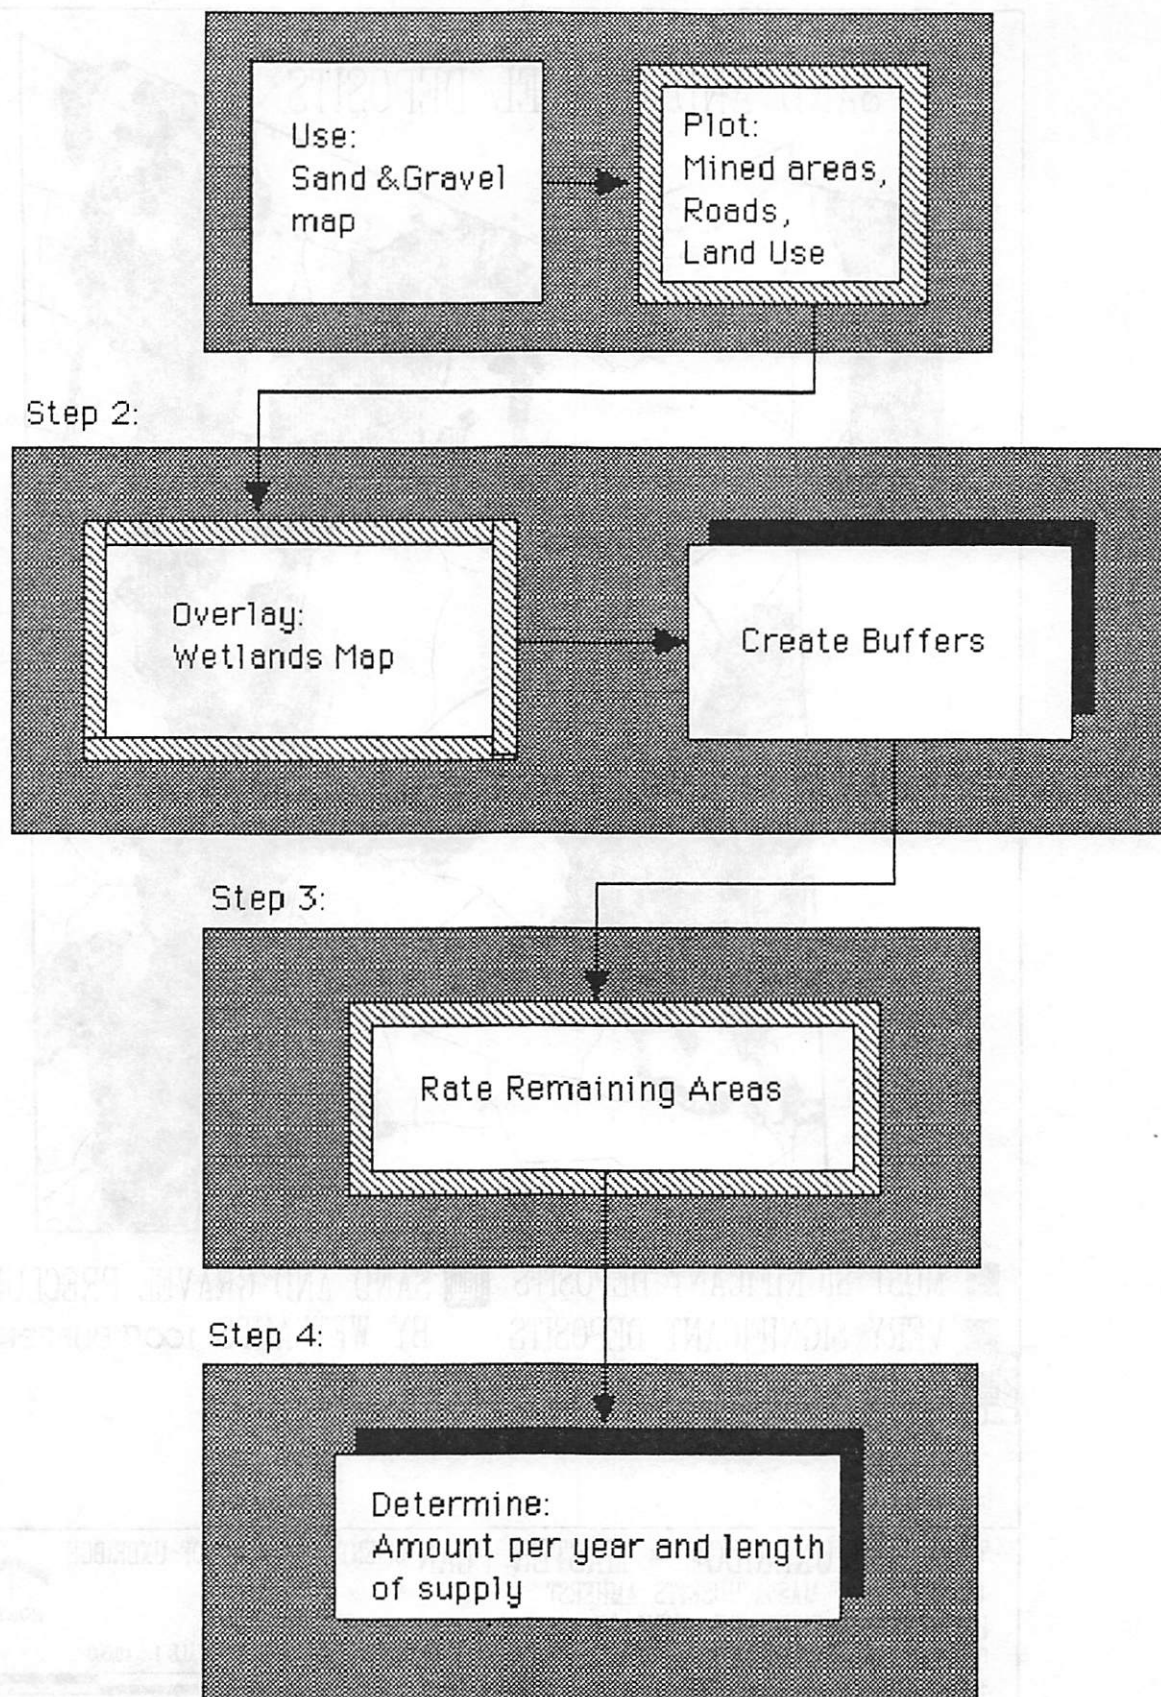 Use:
Sand &Gravel
map
Plot:
Mined areas,
Roads,
Land Use
Step 2:
Overlay:
Wetlands Map
Create Buffers
Step 3:
Rate Remaining Areas
Step 4:
Determine:
Amount per year and length
of supply